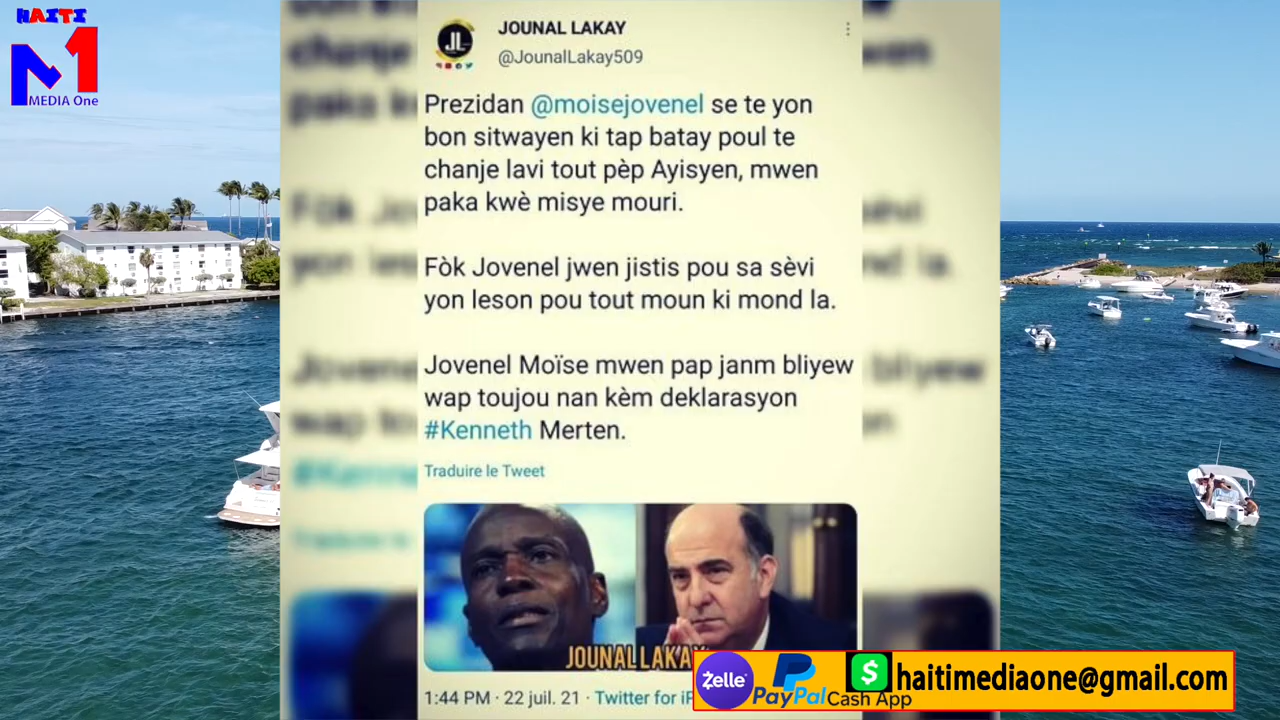 HAITI
M1
MEDIA One
JOUNAL LAKAY
@JounalLakay509
JL
Prezidan @moisejovenel se te yon
bon sitwayen ki tap batay poul te
chanje lavi tout pèp Ayisyen, mwen
paka kwè misye mouri.
Fòk Jovenel jwen jistis pou sa sèvi
yon leson pou tout moun ki mond la.
Jovenel Moïse mwen pap janm bliyew
wap toujou nan kèm deklarasyon
#Kenneth Merten.
Traduire le Tweet
JOUNAL LAKAY
1:44 PM · 22 juil. 21 · Twitter for iP
Zelle
PayPal
$
Cash App
haitimediaone@gmail.com